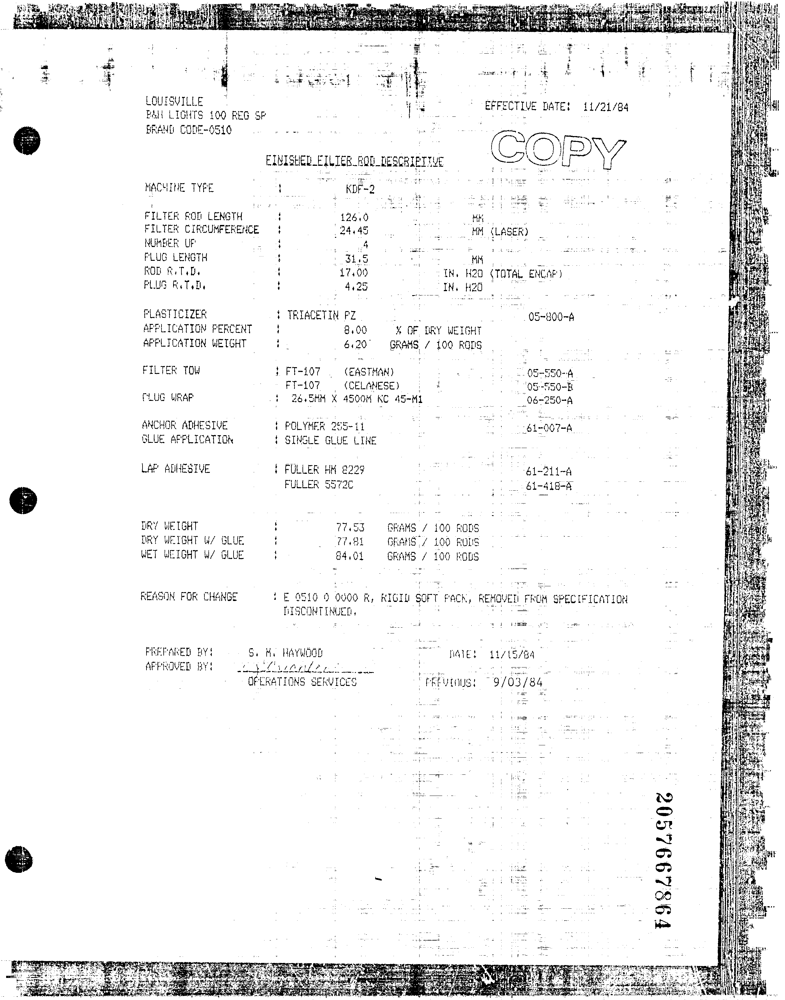 LOUISVILLE
B&H LIGHTS 100 REG SP
BRAND CODE-0510
EFFECTIVE DATE: 11/21/84
COPY
FINISHED FILTER ROD DESCRIPTIVE
MACHINE TYPE : KDF-2
FILTER ROD LENGTH : 126.0 MM
FILTER CIRCUMFERENCE : 24.45 MM (LASER)
NUMBER UP : 4
PLUG LENGTH : 31.5 MM
ROD R.T.D. : 17.00 IN. H2O (TOTAL ENCAP)
PLUG R.T.D. : 4.25 IN. H2O
PLASTICIZER : TRIACETIN PZ 05-800-A
APPLICATION PERCENT : 8.00 % OF DRY WEIGHT
APPLICATION WEIGHT : 6.20 GRAMS / 100 RODS
FILTER TOW : FT-107 (EASTMAN) 05-550-A
FT-107 (CELANESE) 05-550-B
PLUG WRAP : 26.5MM X 4500M KC 45-M1 06-250-A
ANCHOR ADHESIVE : POLYMER 255-11 61-007-A
GLUE APPLICATION : SINGLE GLUE LINE
LAP ADHESIVE : FULLER HM 8229 61-211-A
FULLER 5572C 61-418-A
DRY WEIGHT : 77.53 GRAMS / 100 RODS
DRY WEIGHT W/ GLUE : 77.81 GRAMS / 100 RODS
WET WEIGHT W/ GLUE : 84.01 GRAMS / 100 RODS
REASON FOR CHANGE : E 0510 0 0000 R, RIGID SOFT PACK, REMOVED FROM SPECIFICATION
DISCONTINUED.
PREPARED BY: S. M. HAYWOOD DATE: 11/15/84
APPROVED BY:
OPERATIONS SERVICES PREVIOUS: 9/03/84
2057667864